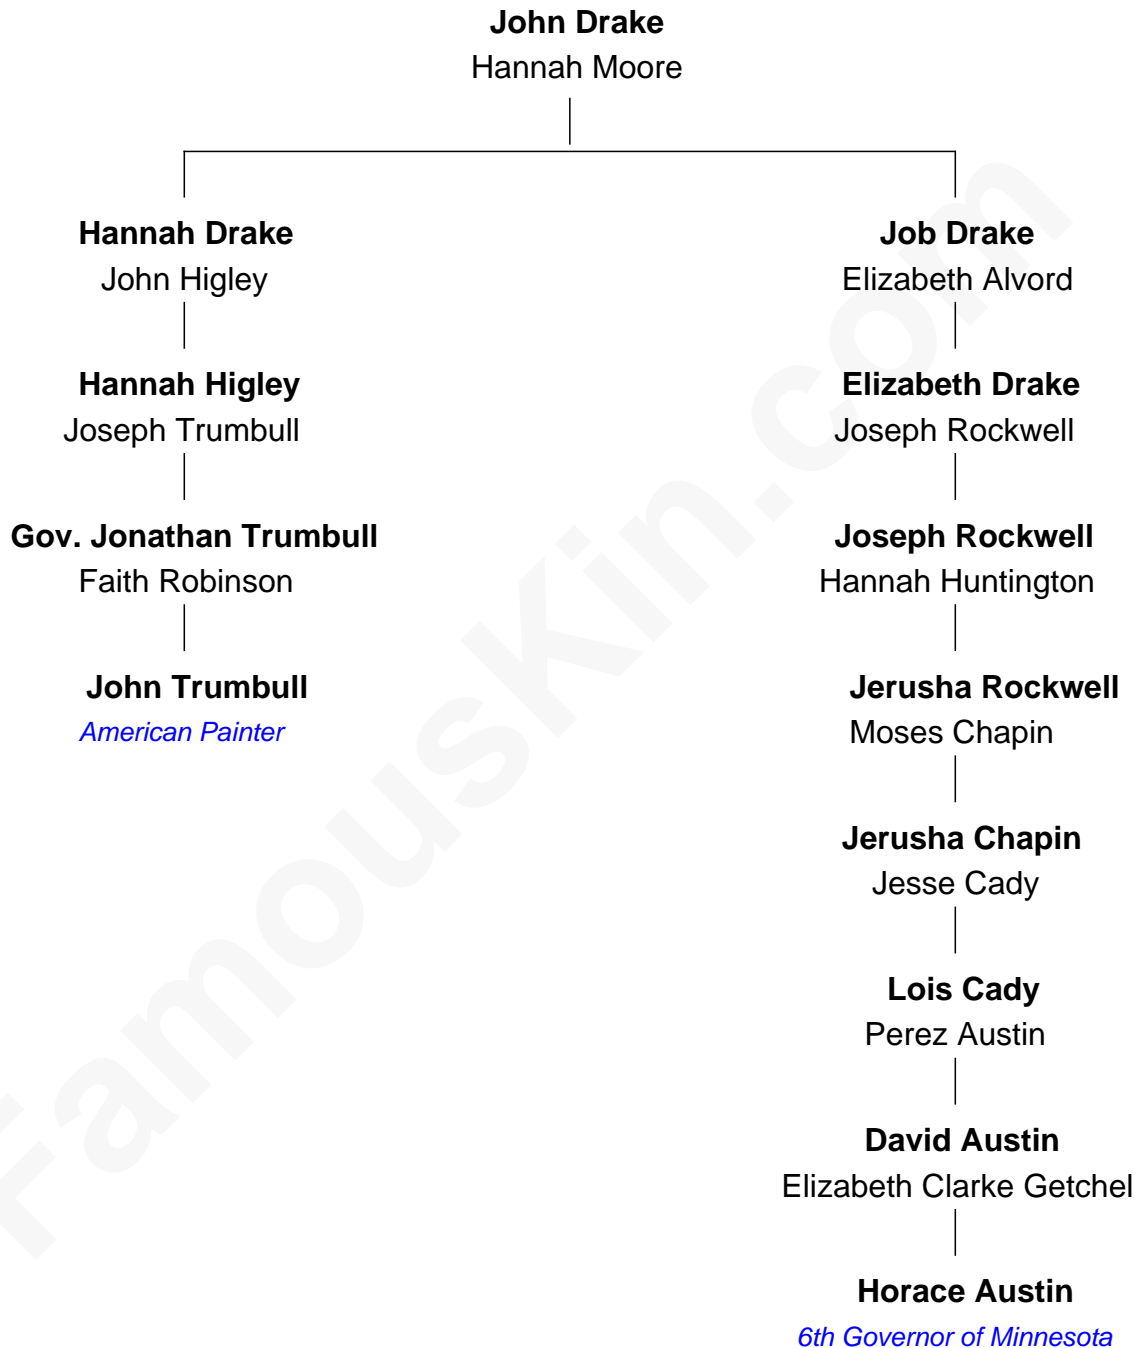 John Drake
Hannah Moore
Hannah Drake
John Higley
Hannah Higley
Joseph Trumbull
Gov. Jonathan Trumbull
Faith Robinson
John Trumbull
American Painter
Job Drake
Elizabeth Alvord
Elizabeth Drake
Joseph Rockwell
Joseph Rockwell
Hannah Huntington
Jerusha Rockwell
Moses Chapin
Jerusha Chapin
Jesse Cady
Lois Cady
Perez Austin
David Austin
Elizabeth Clarke Getchel
Horace Austin
6th Governor of Minnesota
FamousKin.com